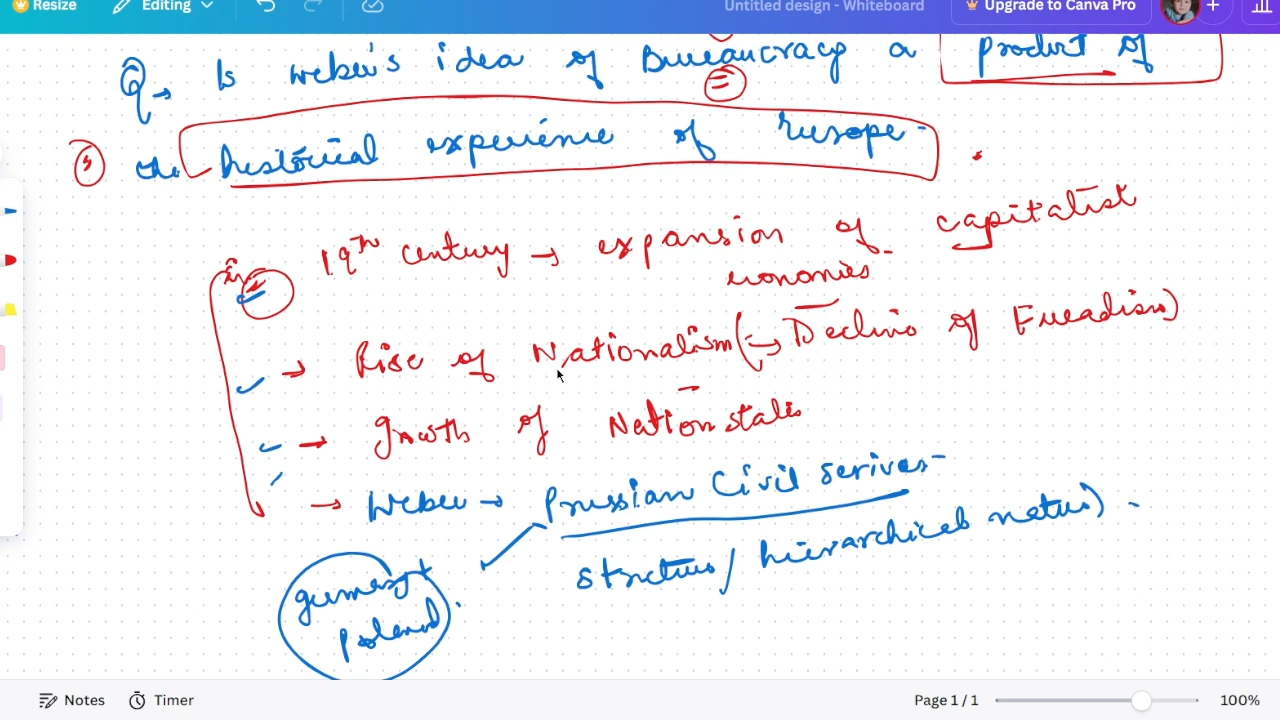 Resize Editing Untitled design - Whiteboard Upgrade to Canva Pro +
Q → Is Weber's idea of Bureaucracy a product of
the historical experience of Europe -
19th century → expansion of capitalist
economies
→ Rise of Nationalism (→ Decline of Fueadism)
→ growth of Nation states
→ Weber → Prussian Civil serives -
structure / hierarchical nature) -
germany +
poland.
Notes Timer Page 1 / 1 100%